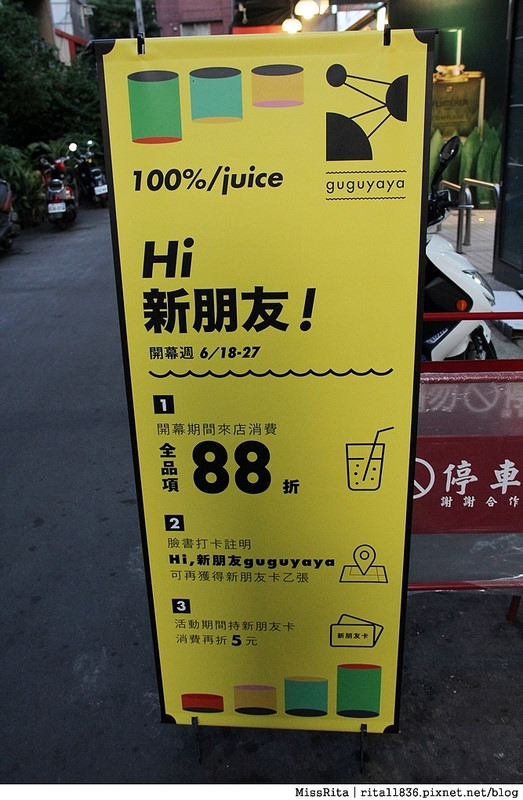 100%/juice
guguyaya
Hi
新朋友!
開幕週 6/18-27
1
開幕期間來店消費
全品項 88 折
2
臉書打卡註明
Hi,新朋友guguyaya
可再獲得新朋友卡乙張
3
活動期間持新朋友卡
消費再折 5 元
新朋友卡
停車
謝謝合作
MissRita | rita11836.pixnet.net/blog